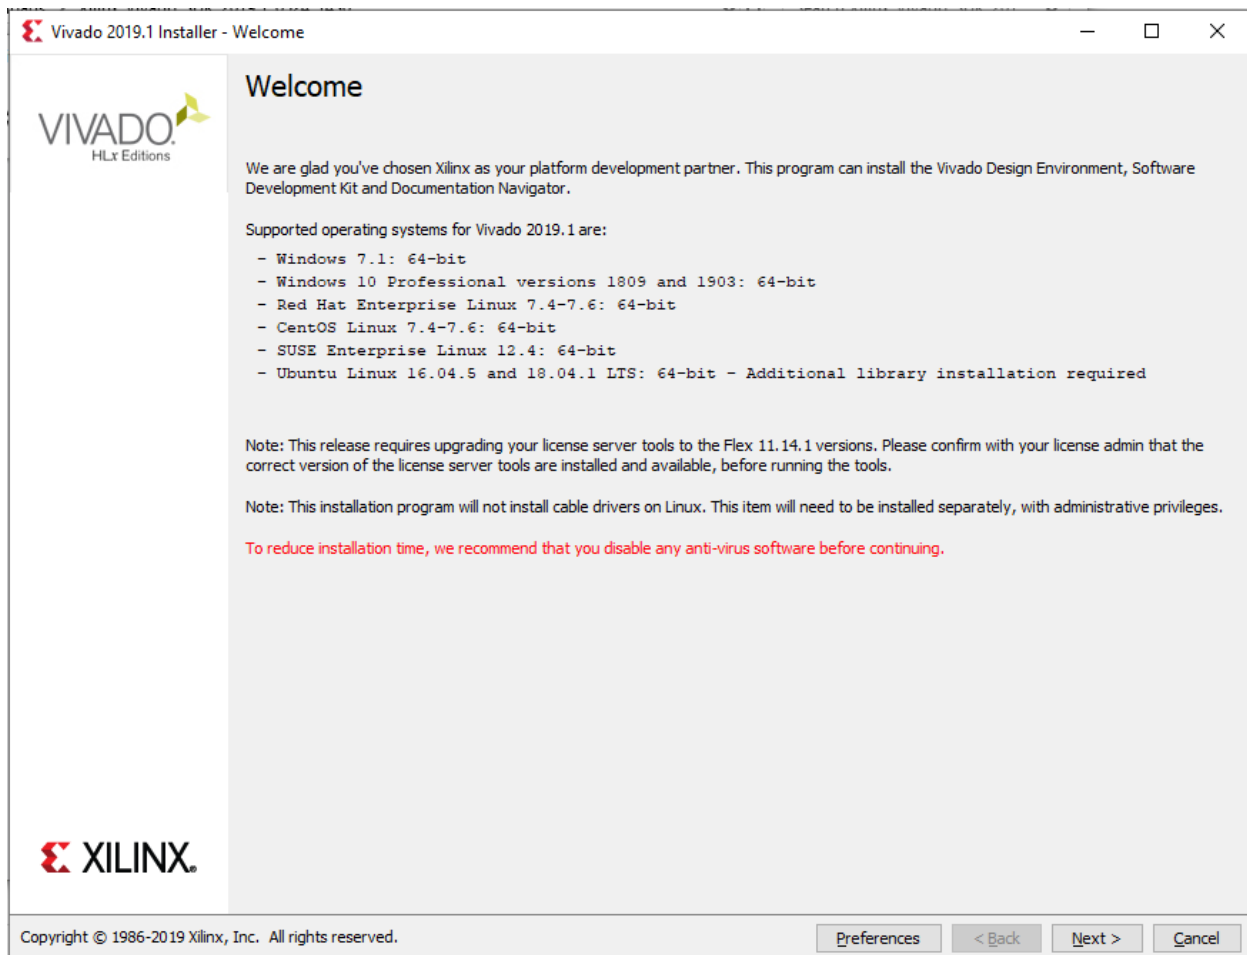 Vivado 2019.1 Installer - Welcome
VIVADO.
HLx Editions
Welcome
We are glad you've chosen Xilinx as your platform development partner. This program can install the Vivado Design Environment, Software
Development Kit and Documentation Navigator.
Supported operating systems for Vivado 2019.1 are:
- Windows 7.1: 64-bit
- Windows 10 Professional versions 1809 and 1903: 64-bit
- Red Hat Enterprise Linux 7.4-7.6: 64-bit
- CentOS Linux 7.4-7.6: 64-bit
- SUSE Enterprise Linux 12.4: 64-bit
- Ubuntu Linux 16.04.5 and 18.04.1 LTS: 64-bit - Additional library installation required
Note: This release requires upgrading your license server tools to the Flex 11.14.1 versions. Please confirm with your license admin that the
correct version of the license server tools are installed and available, before running the tools.
Note: This installation program will not install cable drivers on Linux. This item will need to be installed separately, with administrative privileges.
To reduce installation time, we recommend that you disable any anti-virus software before continuing.
XILINX®
Copyright © 1986-2019 Xilinx, Inc. All rights reserved.
Preferences
< Back
Next >
Cancel